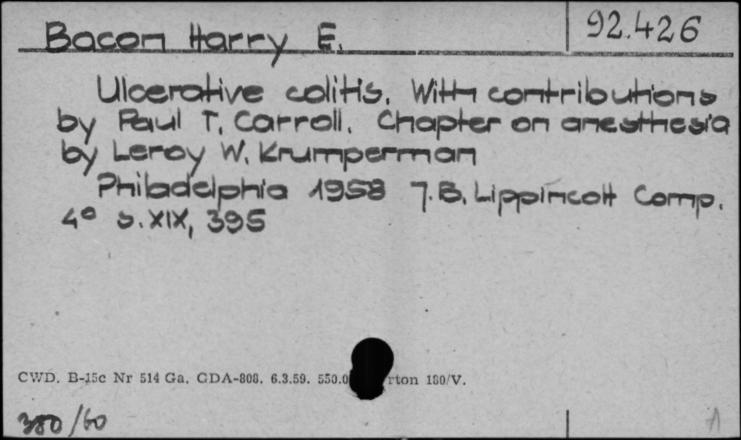 Bacon Harry E. 92.426
Ulcerative colitis. With contributions
by Paul T. Carroll. Chapter on anesthesia
by Leroy W. Krumperman
Philadelphia 1958 J.B. Lippincott Comp.
4° s. XIX, 395
CWD. B-15c Nr 514 Ga. CDA-808. 6.3.59. 550.0 rton 180/V.
380/60